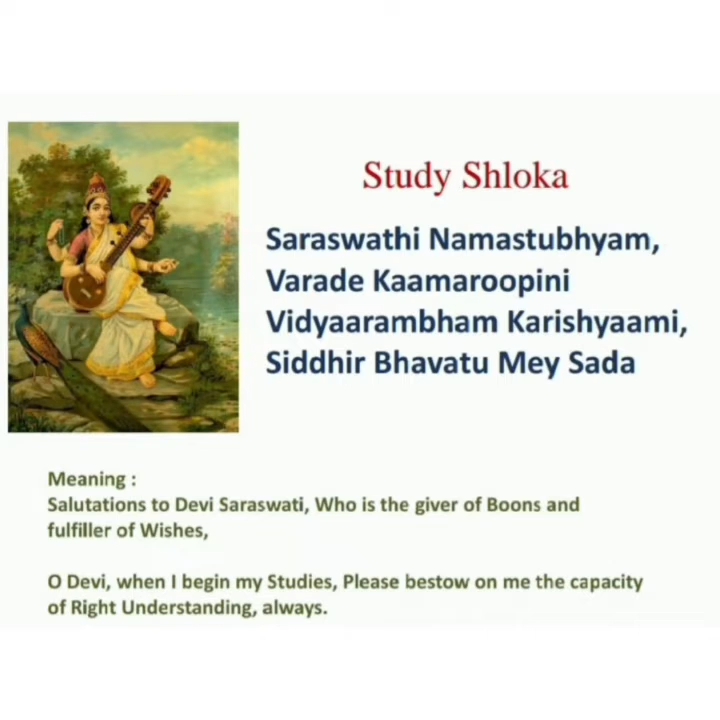 Study Shloka
Saraswathi Namastubhyam,
Varade Kaamaroopini
Vidyaarambham Karishyaami,
Siddhir Bhavatu Mey Sada
Meaning :
Salutations to Devi Saraswati, Who is the giver of Boons and
fulfiller of Wishes,
O Devi, when I begin my Studies, Please bestow on me the capacity
of Right Understanding, always.